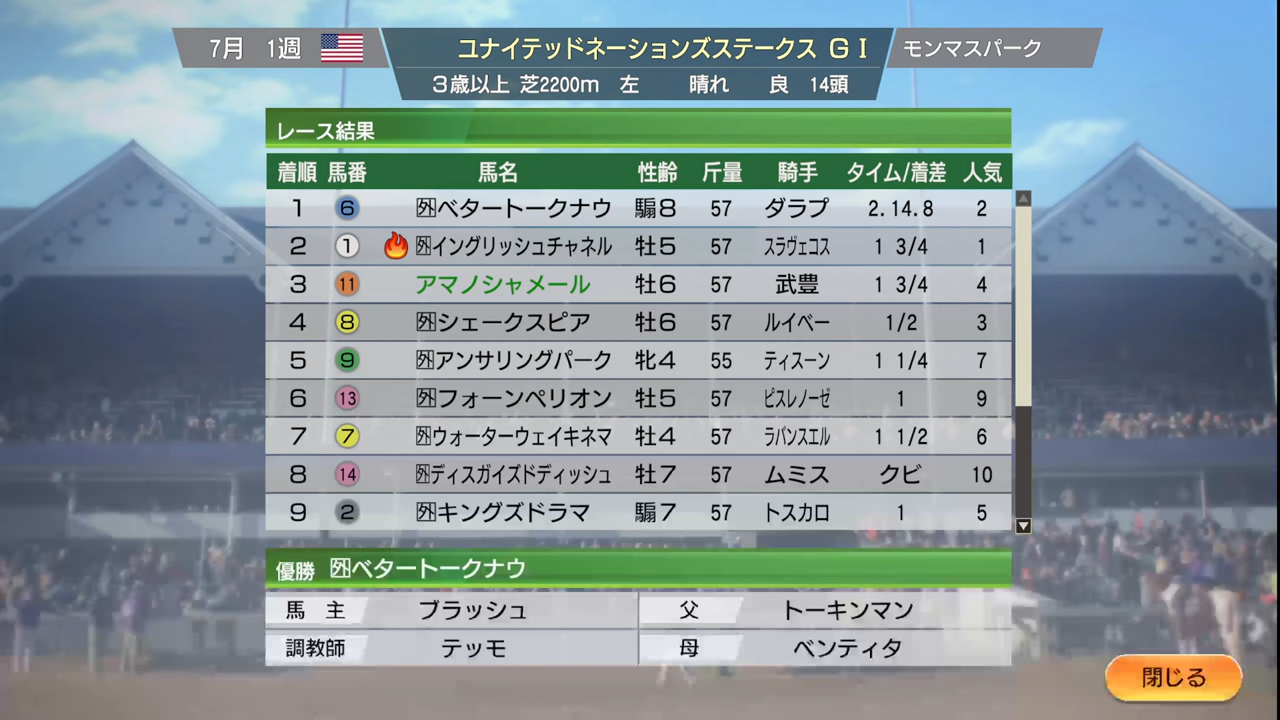 7月 1週 ユナイテッドネーションズステークス GⅠ モンマスパーク
3歳以上 芝2200m 左 晴れ 良 14頭
レース結果
着順 馬番 馬名 性齢 斤量 騎手 タイム/着差 人気
1 6 外ベタートークナウ 騸8 57 ダラプ 2.14.8 2
2 1 外イングリッシュチャネル 牡5 57 スラヴェコス 1 3/4 1
3 11 アマノシャメール 牡6 57 武豊 1 3/4 4
4 8 外シェークスピア 牡6 57 ルイベー 1/2 3
5 9 外アンサリングパーク 牝4 55 ティスーン 1 1/4 7
6 13 外フォーンペリオン 牡5 57 ピスレノーゼ 1 9
7 7 外ウォーターウェイキネマ 牡4 57 ラバンスエル 1 1/2 6
8 14 外ディスガイズドディッシュ 牡7 57 ムミス クビ 10
9 2 外キングズドラマ 騸7 57 トスカロ 1 5
優勝 外ベタートークナウ
馬主 ブラッシュ 父 トーキンマン
調教師 テッモ 母 ベンティタ
閉じる